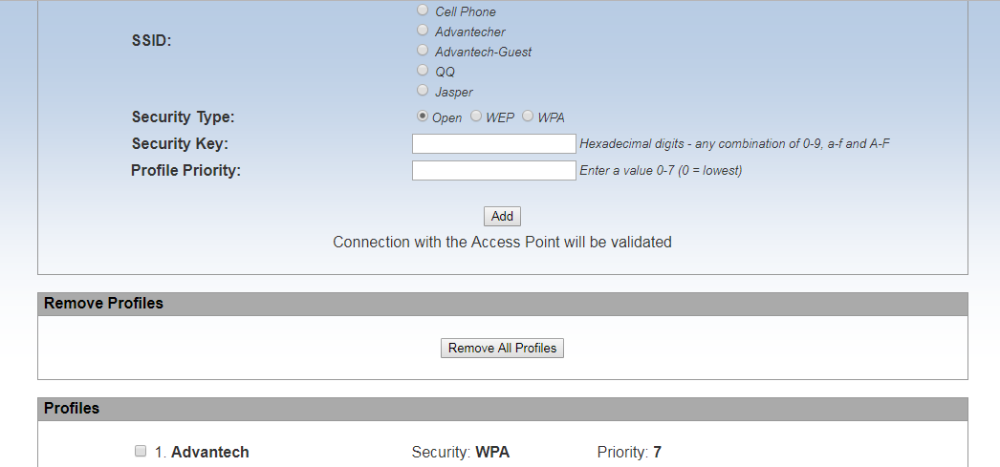 Cell Phone
SSID:
Advantecher
Advantech-Guest
QQ
Jasper
Security Type:
Open WEP WPA
Security Key:
Hexadecimal digits - any combination of 0-9, a-f and A-F
Profile Priority:
Enter a value 0-7 (0 = lowest)
Add
Connection with the Access Point will be validated
Remove Profiles
Remove All Profiles
Profiles
1. Advantech Security: WPA Priority: 7